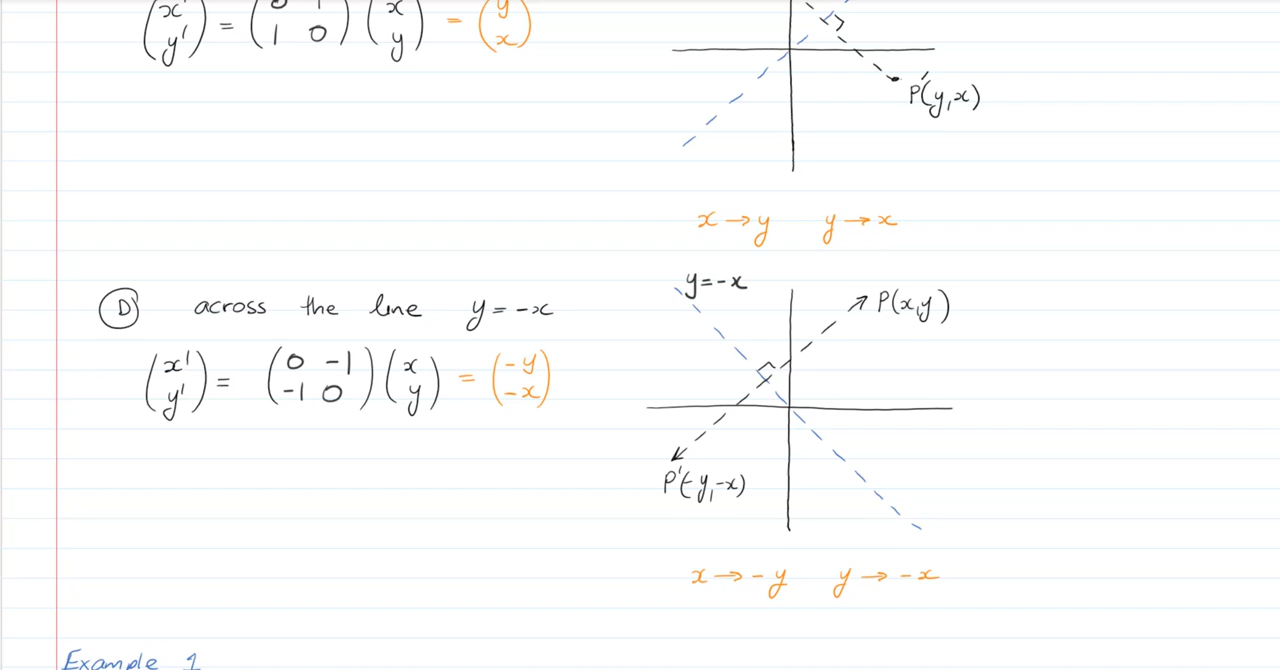 (x' y') = (0 1 1 0) (x y) = (y x)
P'(y, x)
x → y y → x
D across the line y = -x
y = -x
P(x, y)
(x' y') = (0 -1 -1 0) (x y) = (-y -x)
P'(-y, -x)
x → -y y → -x
Example 1